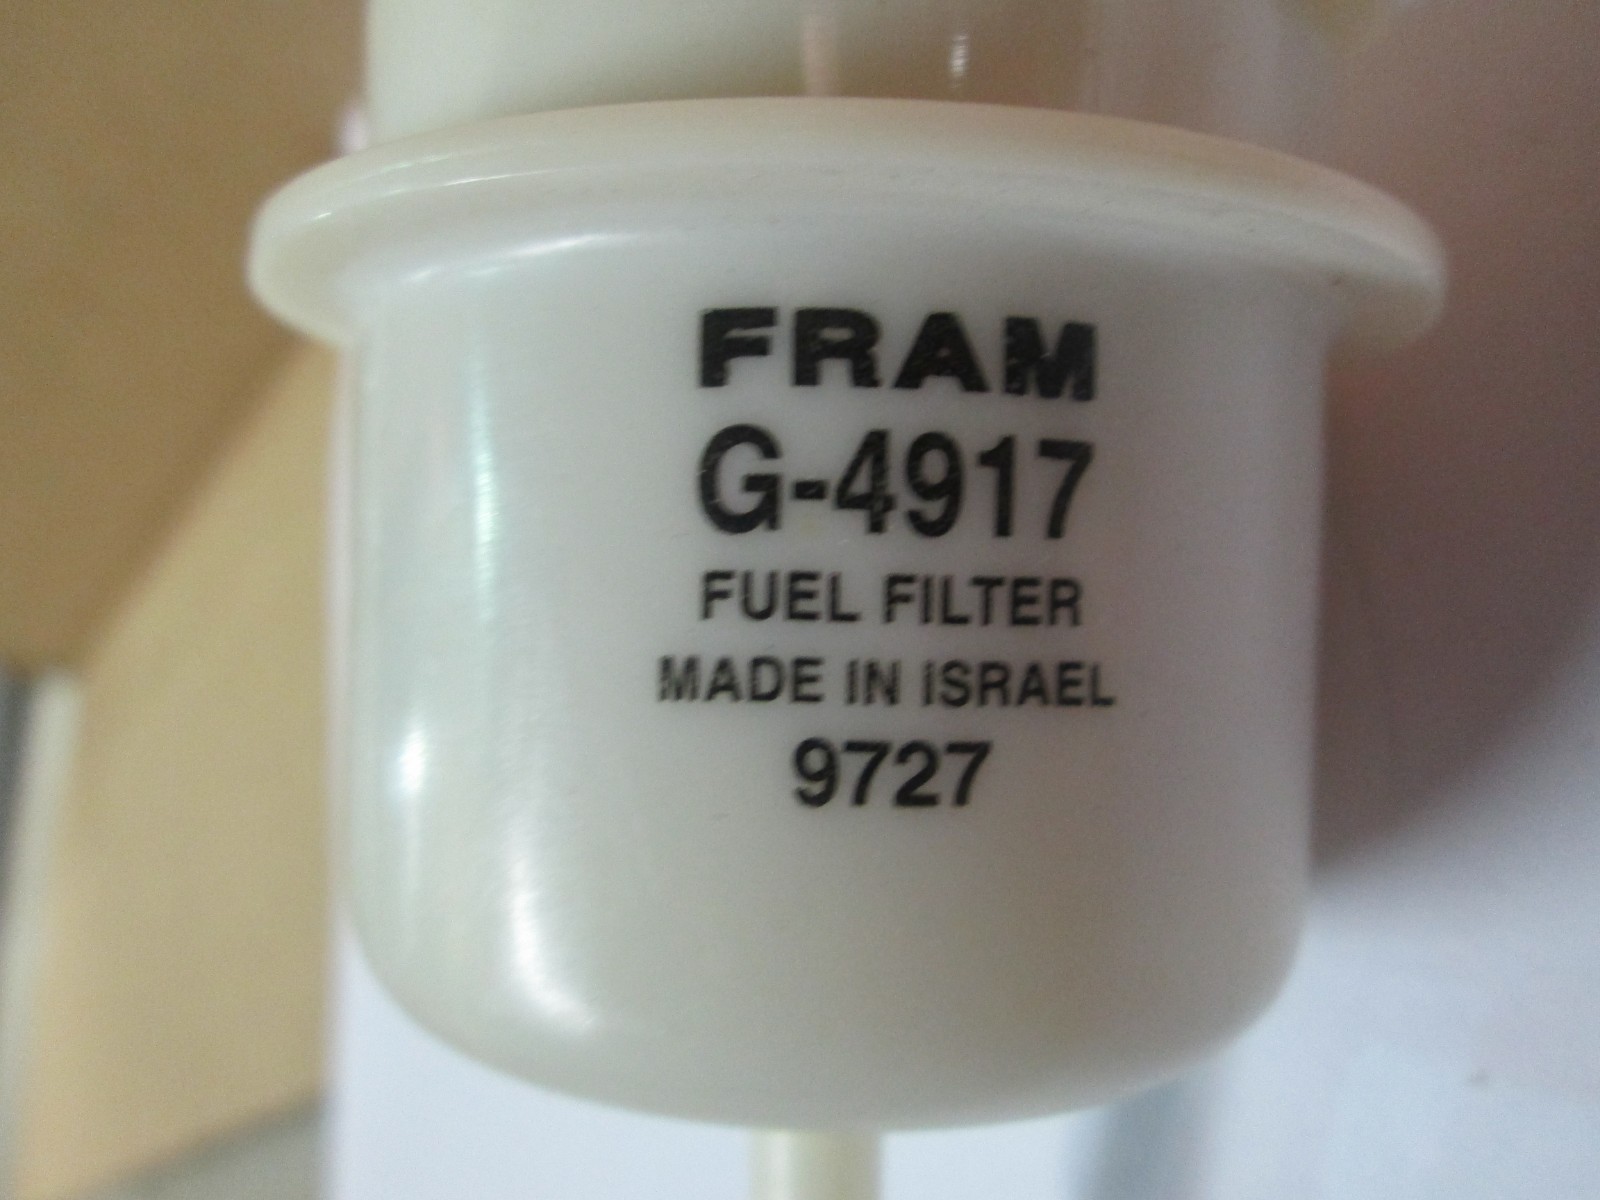 FRAM
G-4917
FUEL FILTER
MADE IN ISRAEL
9727